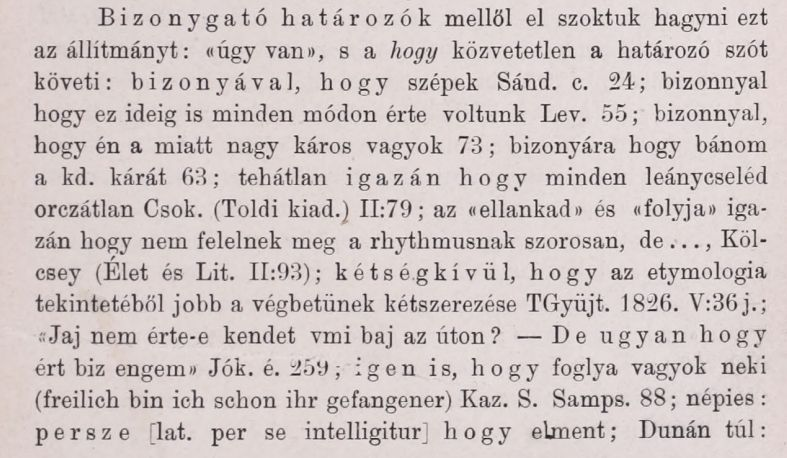 Bizonygató határozók mellől el szoktuk hagyni ezt
az állítmányt: «úgy van», s a hogy közvetetlen a határozó szót
követi: bizonyával, hogy szépek Sánd. c. 24; bizonnyal
hogy ez ideig is minden módon érte voltunk Lev. 55; bizonnyal,
hogy én a miatt nagy káros vagyok 73; bizonyára hogy bánom
a kd. kárát 63; tehátlan igazán hogy minden leánycseléd
orczátlan Csok. (Toldi kiad.) II:79; az «ellankad» és «folyja» iga-
zán hogy nem felelnek meg a rhythmusnak szorosan, de..., Köl-
csey (Élet és Lit. II:93); kétségkívül, hogy az etymologia
tekintetéből jobb a végbetünek kétszerezése TGyüjt. 1826. V:36 j.;
«Jaj nem érte-e kendet vmi baj az úton? — De ugyan hogy
ért biz engem» Jók. é. 259; igen is, hogy foglya vagyok neki
(freilich bin ich schon ihr gefangener) Kaz. S. Samps. 88; népies:
persze [lat. per se intelligitur] hogy elment; Dunán túl: